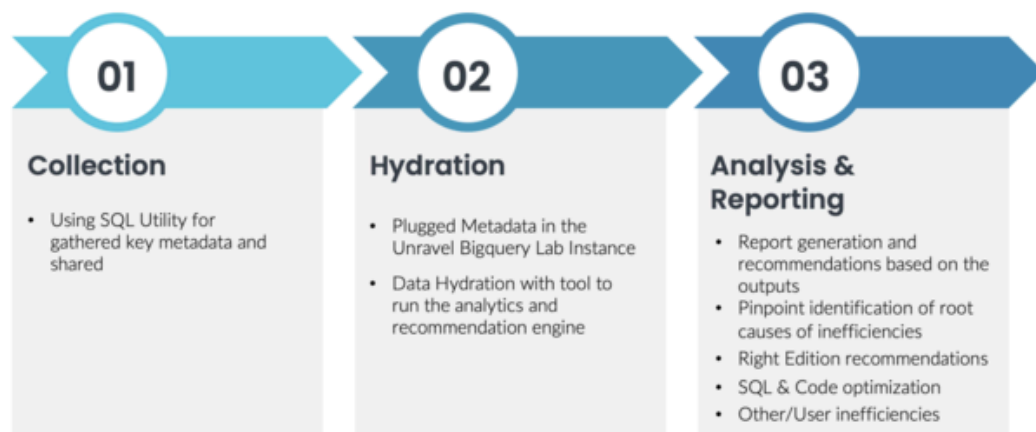 01
02
03
Collection
• Using SQL Utility for
gathered key metadata and
shared
Hydration
• Plugged Metadata in the
Unravel Bigquery Lab Instance
• Data Hydration with tool to
run the analytics and
recommendation engine
Analysis &
Reporting
• Report generation and
recommendations based on the
outputs
• Pinpoint identification of root
causes of inefficiencies
• Right Edition recommendations
• SQL & Code optimization
• Other/User inefficiencies